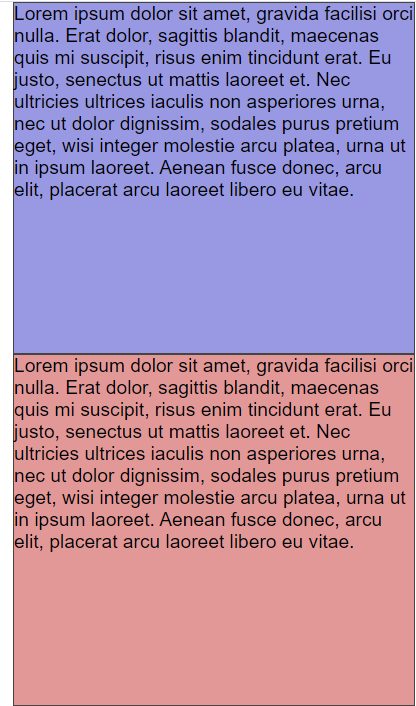 Lorem ipsum dolor sit amet, gravida facilisi orci
nulla. Erat dolor, sagittis blandit, maecenas
quis mi suscipit, risus enim tincidunt erat. Eu
justo, senectus ut mattis laoreet et. Nec
ultricies ultrices iaculis non asperiores urna,
nec ut dolor dignissim, sodales purus pretium
eget, wisi integer molestie arcu platea, urna ut
in ipsum laoreet. Aenean fusce donec, arcu
elit, placerat arcu laoreet libero eu vitae.
Lorem ipsum dolor sit amet, gravida facilisi orci
nulla. Erat dolor, sagittis blandit, maecenas
quis mi suscipit, risus enim tincidunt erat. Eu
justo, senectus ut mattis laoreet et. Nec
ultricies ultrices iaculis non asperiores urna,
nec ut dolor dignissim, sodales purus pretium
eget, wisi integer molestie arcu platea, urna ut
in ipsum laoreet. Aenean fusce donec, arcu
elit, placerat arcu laoreet libero eu vitae.